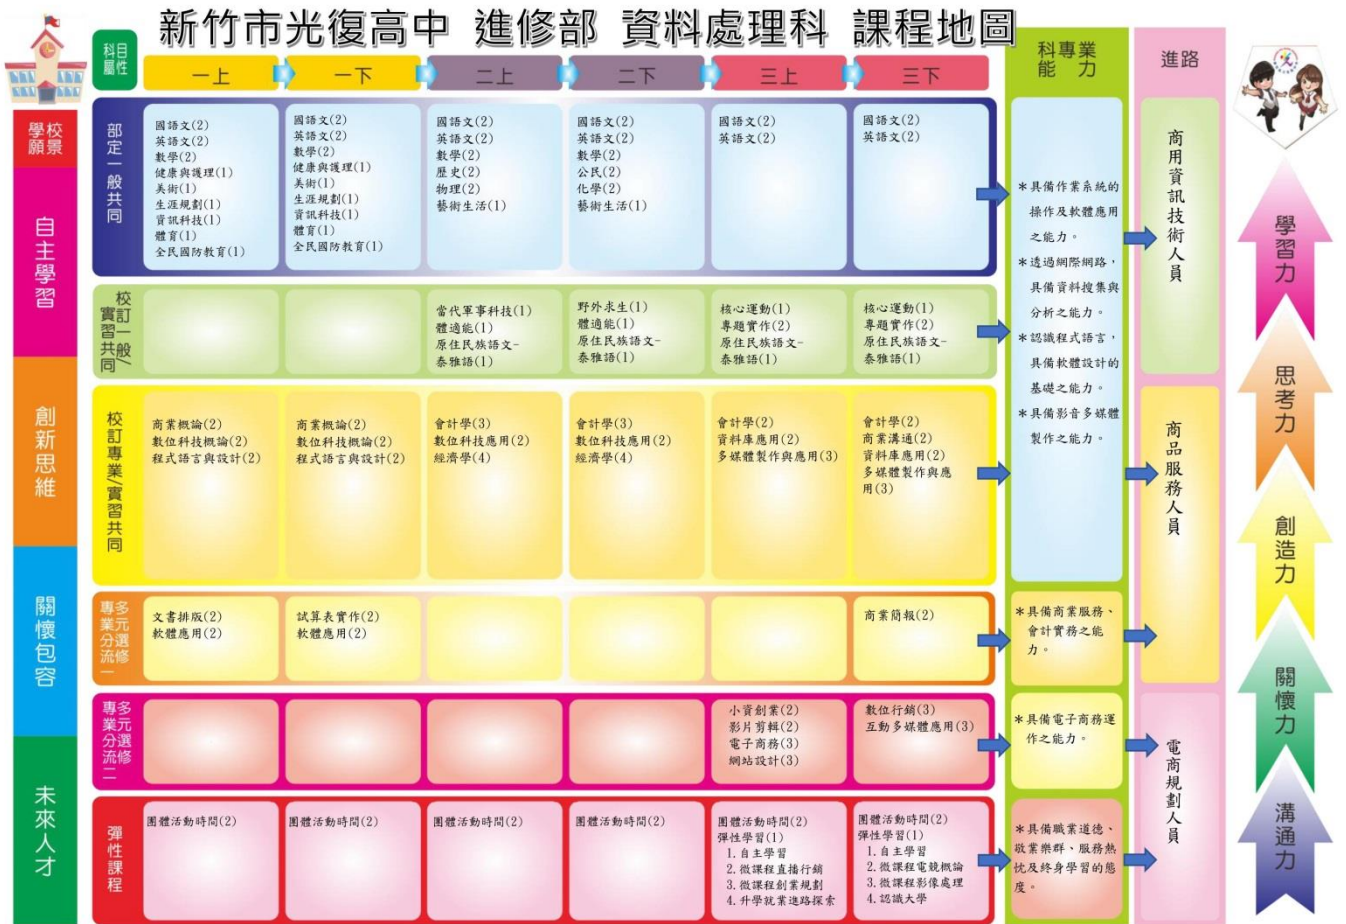 新竹市光復高中 進修部 資料處理科 課程地圖
科目
屬性
一上
一下
二上
二下
三上
三下
科專業
能力
進路
學校
願景
自主學習
創新思維
關懷包容
未來人才
部定一般共同
國語文(2)
英語文(2)
數學(2)
健康與護理(1)
美術(1)
生涯規劃(1)
資訊科技(1)
體育(1)
全民國防教育(1)
國語文(2)
英語文(2)
數學(2)
健康與護理(1)
美術(1)
生涯規劃(1)
資訊科技(1)
體育(1)
全民國防教育(1)
國語文(2)
英語文(2)
數學(2)
歷史(2)
物理(2)
藝術生活(1)
國語文(2)
英語文(2)
數學(2)
公民(2)
化學(2)
藝術生活(1)
國語文(2)
英語文(2)
國語文(2)
英語文(2)
校訂一般/
實習共同
當代軍事科技(1)
體適能(1)
原住民族語文-
泰雅語(1)
野外求生(1)
體適能(1)
原住民族語文-
泰雅語(1)
核心運動(1)
專題實作(2)
原住民族語文-
泰雅語(1)
核心運動(1)
專題實作(2)
原住民族語文-
泰雅語(1)
校訂專業/實習共同
商業概論(2)
數位科技概論(2)
程式語言與設計(2)
商業概論(2)
數位科技概論(2)
程式語言與設計(2)
會計學(3)
數位科技應用(2)
經濟學(4)
會計學(3)
數位科技應用(2)
經濟學(4)
會計學(2)
資料庫應用(2)
多媒體製作與應用(3)
會計學(2)
商業溝通(2)
資料庫應用(2)
多媒體製作與應
用(3)
多元選修
專業分流一
文書排版(2)
軟體應用(2)
試算表實作(2)
軟體應用(2)
商業簡報(2)
多元選修
專業分流二
小資創業(2)
影片剪輯(2)
電子商務(3)
網站設計(3)
數位行銷(3)
互動多媒體應用(3)
彈性課程
團體活動時間(2)
團體活動時間(2)
團體活動時間(2)
團體活動時間(2)
團體活動時間(2)
彈性學習(1)
1.自主學習
2.微課程直播行銷
3.微課程創業規劃
4.升學就業進路探索
團體活動時間(2)
彈性學習(1)
1.自主學習
2.微課程電競概論
3.微課程影像處理
4.認識大學
＊具備作業系統的
操作及軟體應用
之能力。
＊透過網際網路，
具備資料搜集與
分析之能力。
＊認識程式語言，
具備軟體設計的
基礎之能力。
＊具備影音多媒體
製作之能力。
＊具備商業服務、
會計實務之能
力。
＊具備電子商務運
作之能力。
＊具備職業道德、
敬業樂群、服務熱
忱及終身學習的態
度。
商用資訊技術人員
商品服務人員
電商規劃人員
學習力
思考力
創造力
關懷力
溝通力